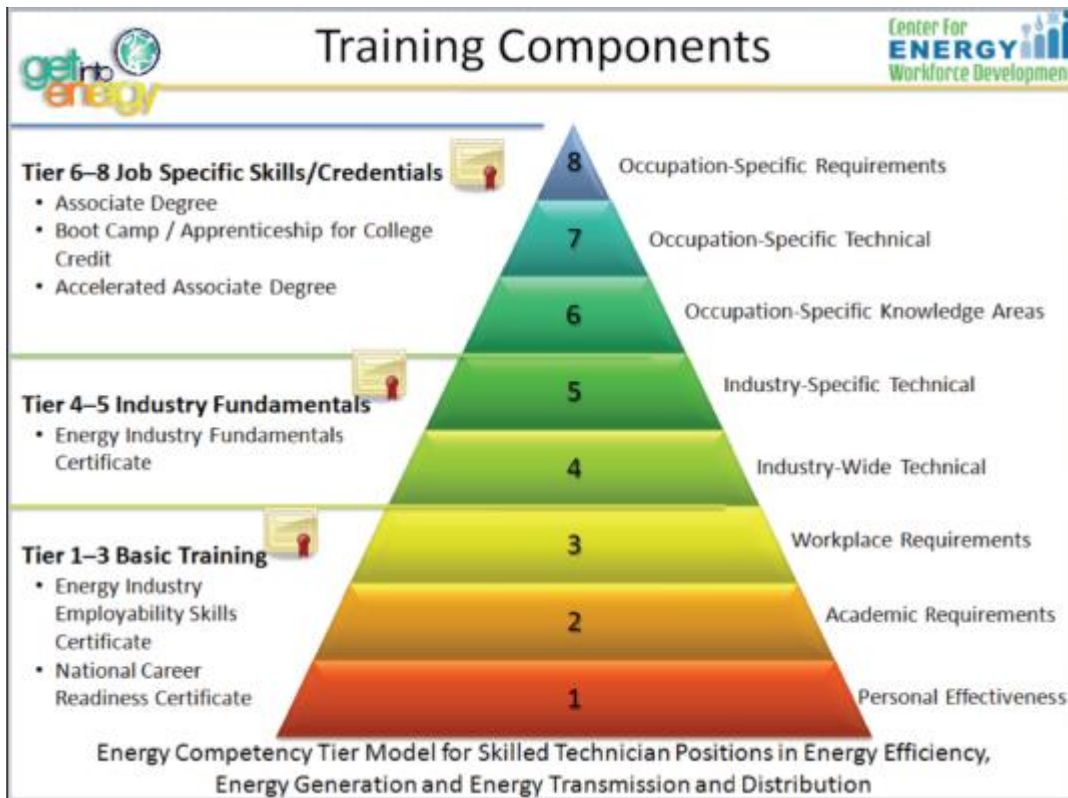 get into
energy
Training Components
Center For
ENERGY
Workforce Development
Tier 6–8 Job Specific Skills/Credentials
• Associate Degree
• Boot Camp / Apprenticeship for College
Credit
• Accelerated Associate Degree
Tier 4–5 Industry Fundamentals
• Energy Industry Fundamentals
Certificate
Tier 1–3 Basic Training
• Energy Industry
Employability Skills
Certificate
• National Career
Readiness Certificate
8 Occupation-Specific Requirements
7 Occupation-Specific Technical
6 Occupation-Specific Knowledge Areas
5 Industry-Specific Technical
4 Industry-Wide Technical
3 Workplace Requirements
2 Academic Requirements
1 Personal Effectiveness
Energy Competency Tier Model for Skilled Technician Positions in Energy Efficiency,
Energy Generation and Energy Transmission and Distribution